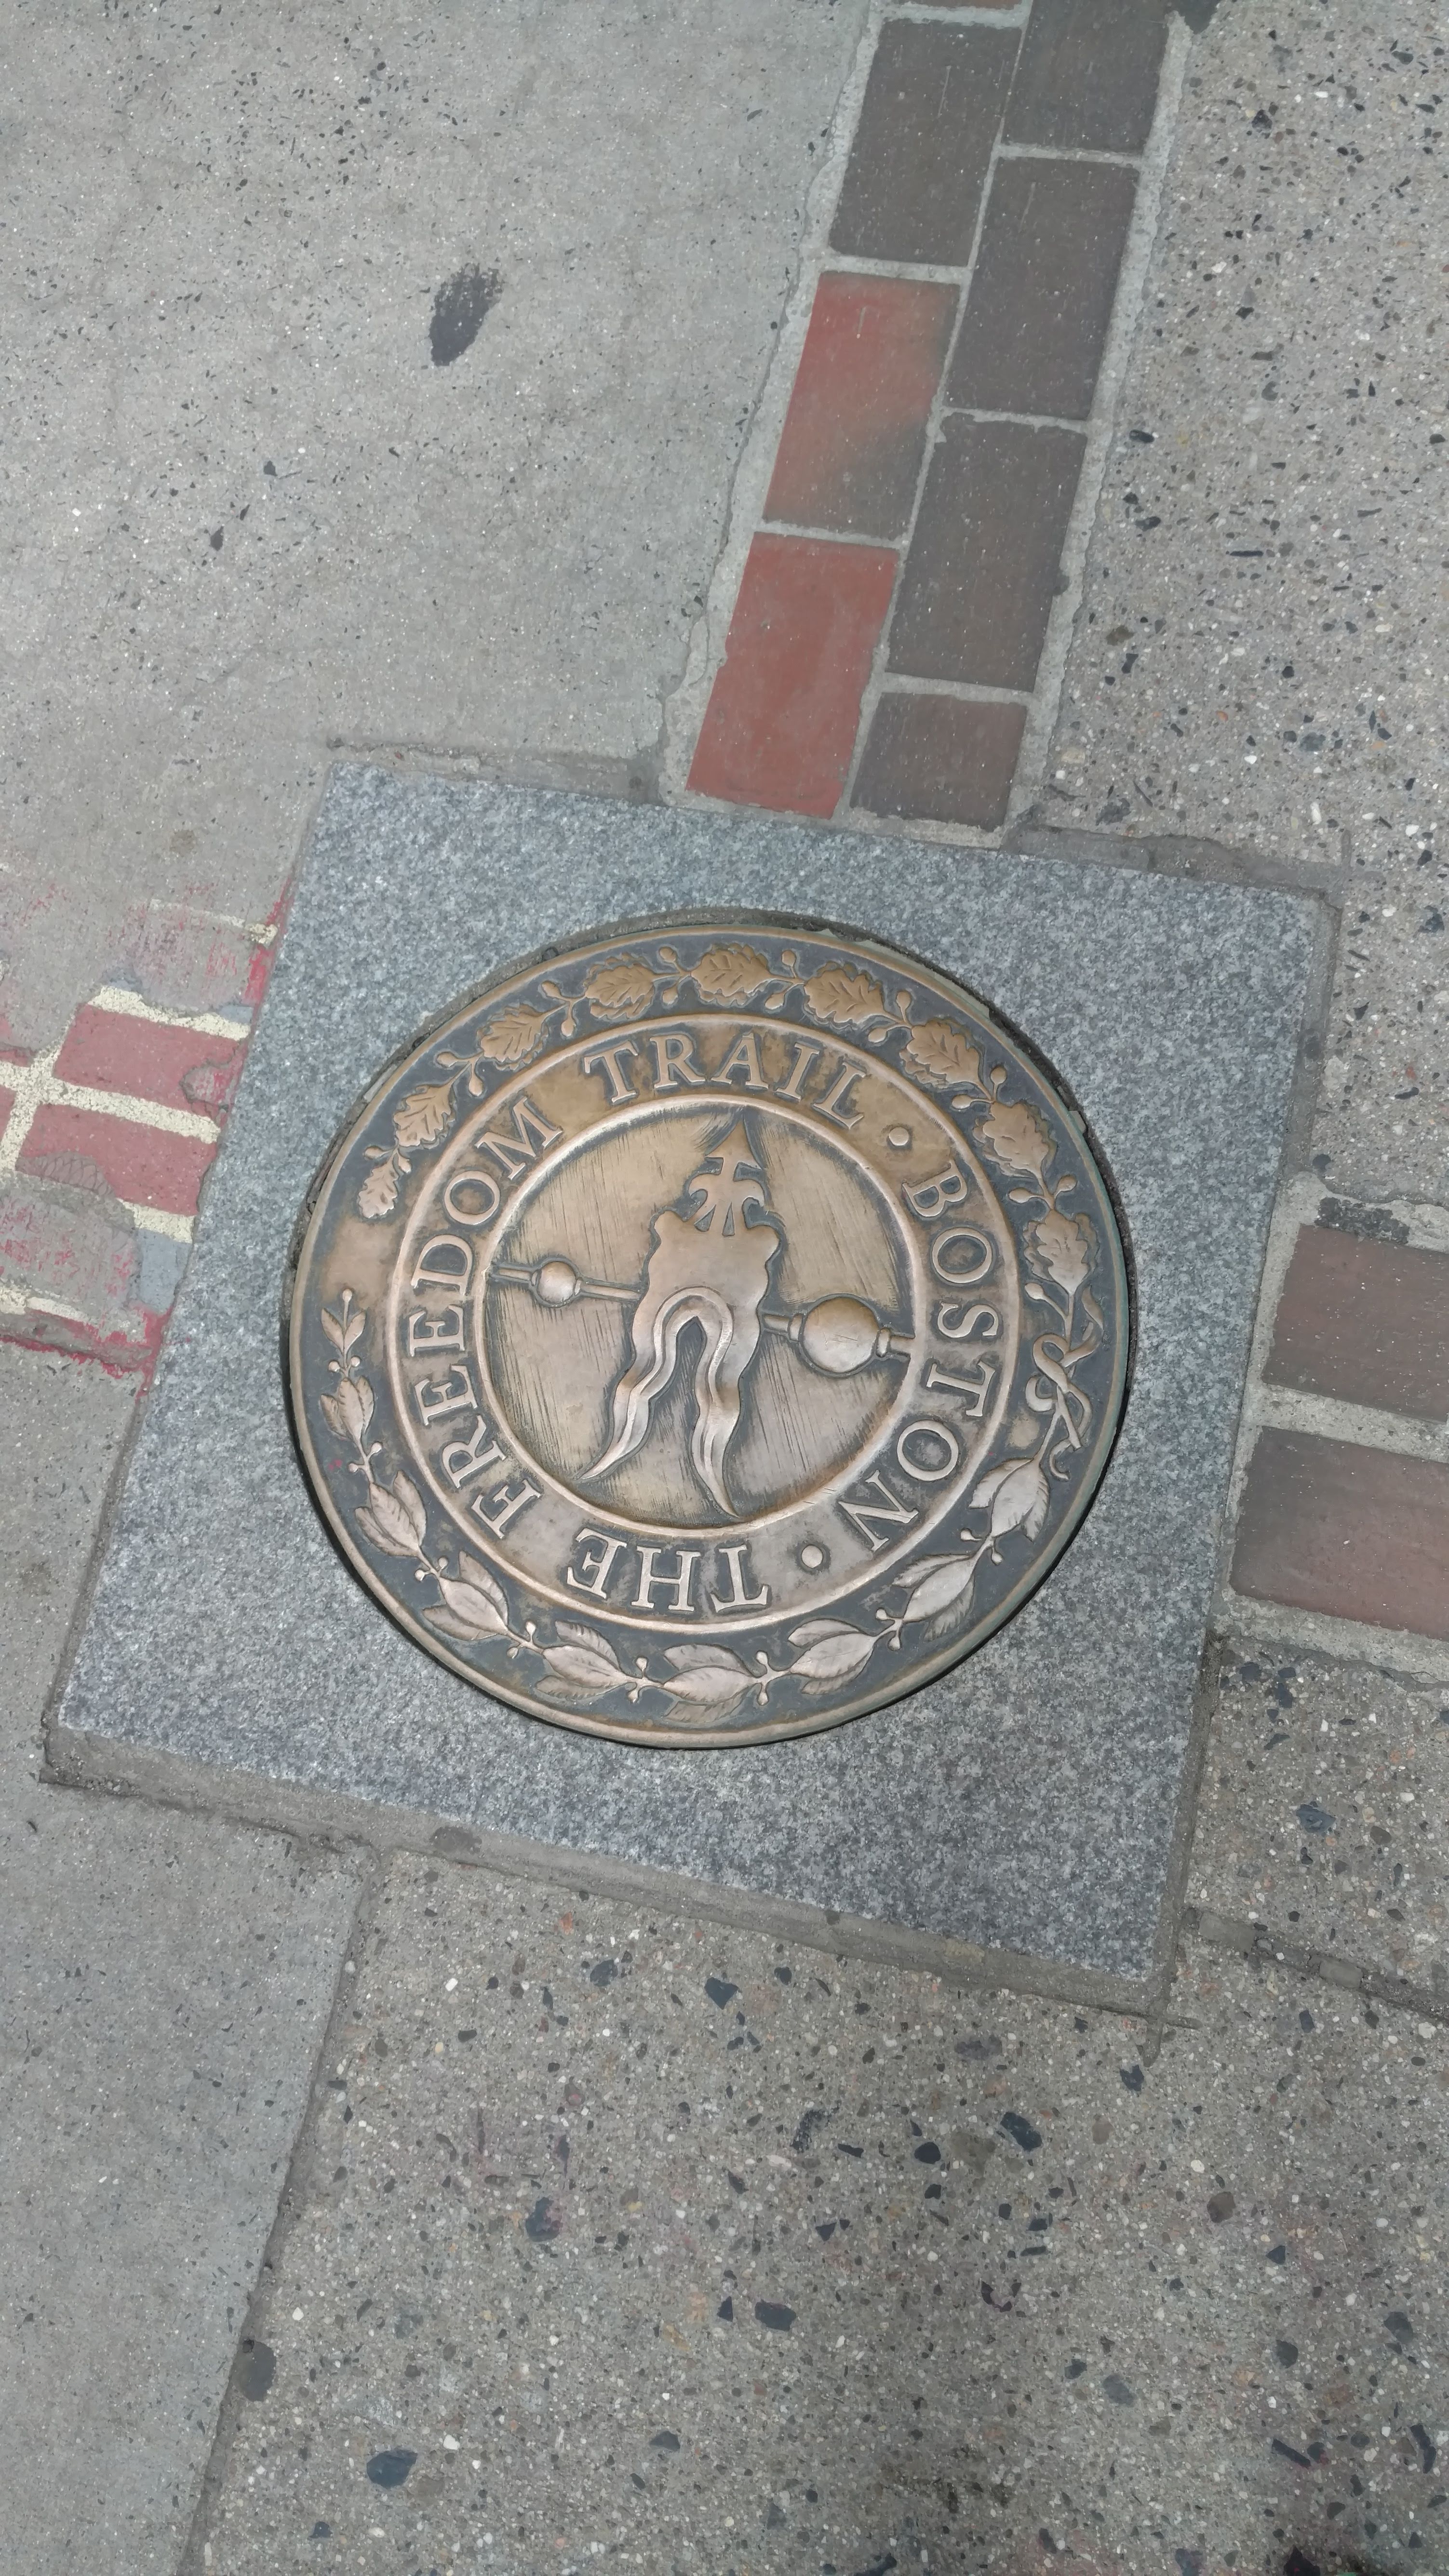 THE FREEDOM TRAIL • BOSTON •